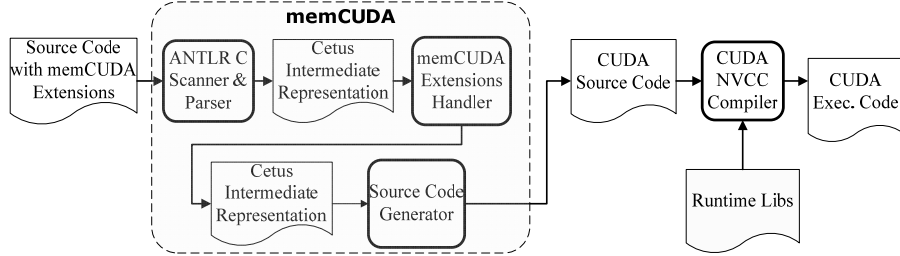 memCUDA
Source Code
with memCUDA
Extensions
ANTLR C
Scanner &
Parser
Cetus
Intermediate
Representation
memCUDA
Extensions
Handler
CUDA
Source Code
CUDA
NVCC
Compiler
CUDA
Exec. Code
Cetus
Intermediate
Representation
Source Code
Generator
Runtime Libs